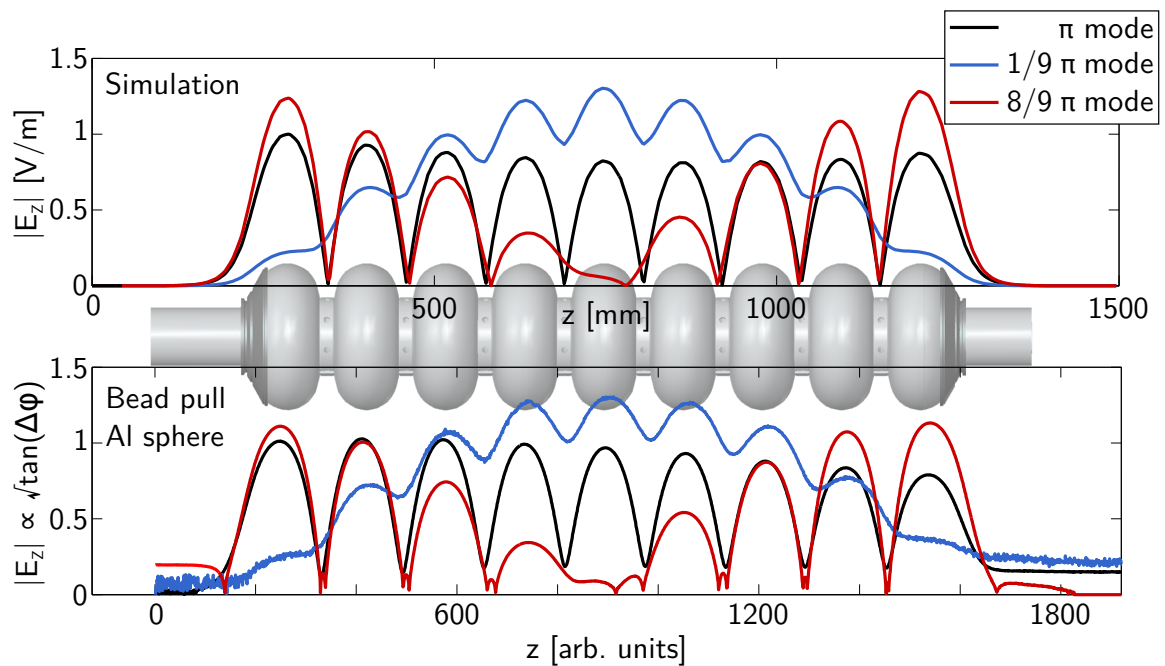 π mode
1/9 π mode
8/9 π mode
Simulation
|E_z| [V/m]
1.5
1
0.5
0
0 500 1000 1500
z [mm]
Bead pull
Al sphere
|E_z| ∝ √tan(Δφ)
1.5
1
0.5
0
0 600 1200 1800
z [arb. units]